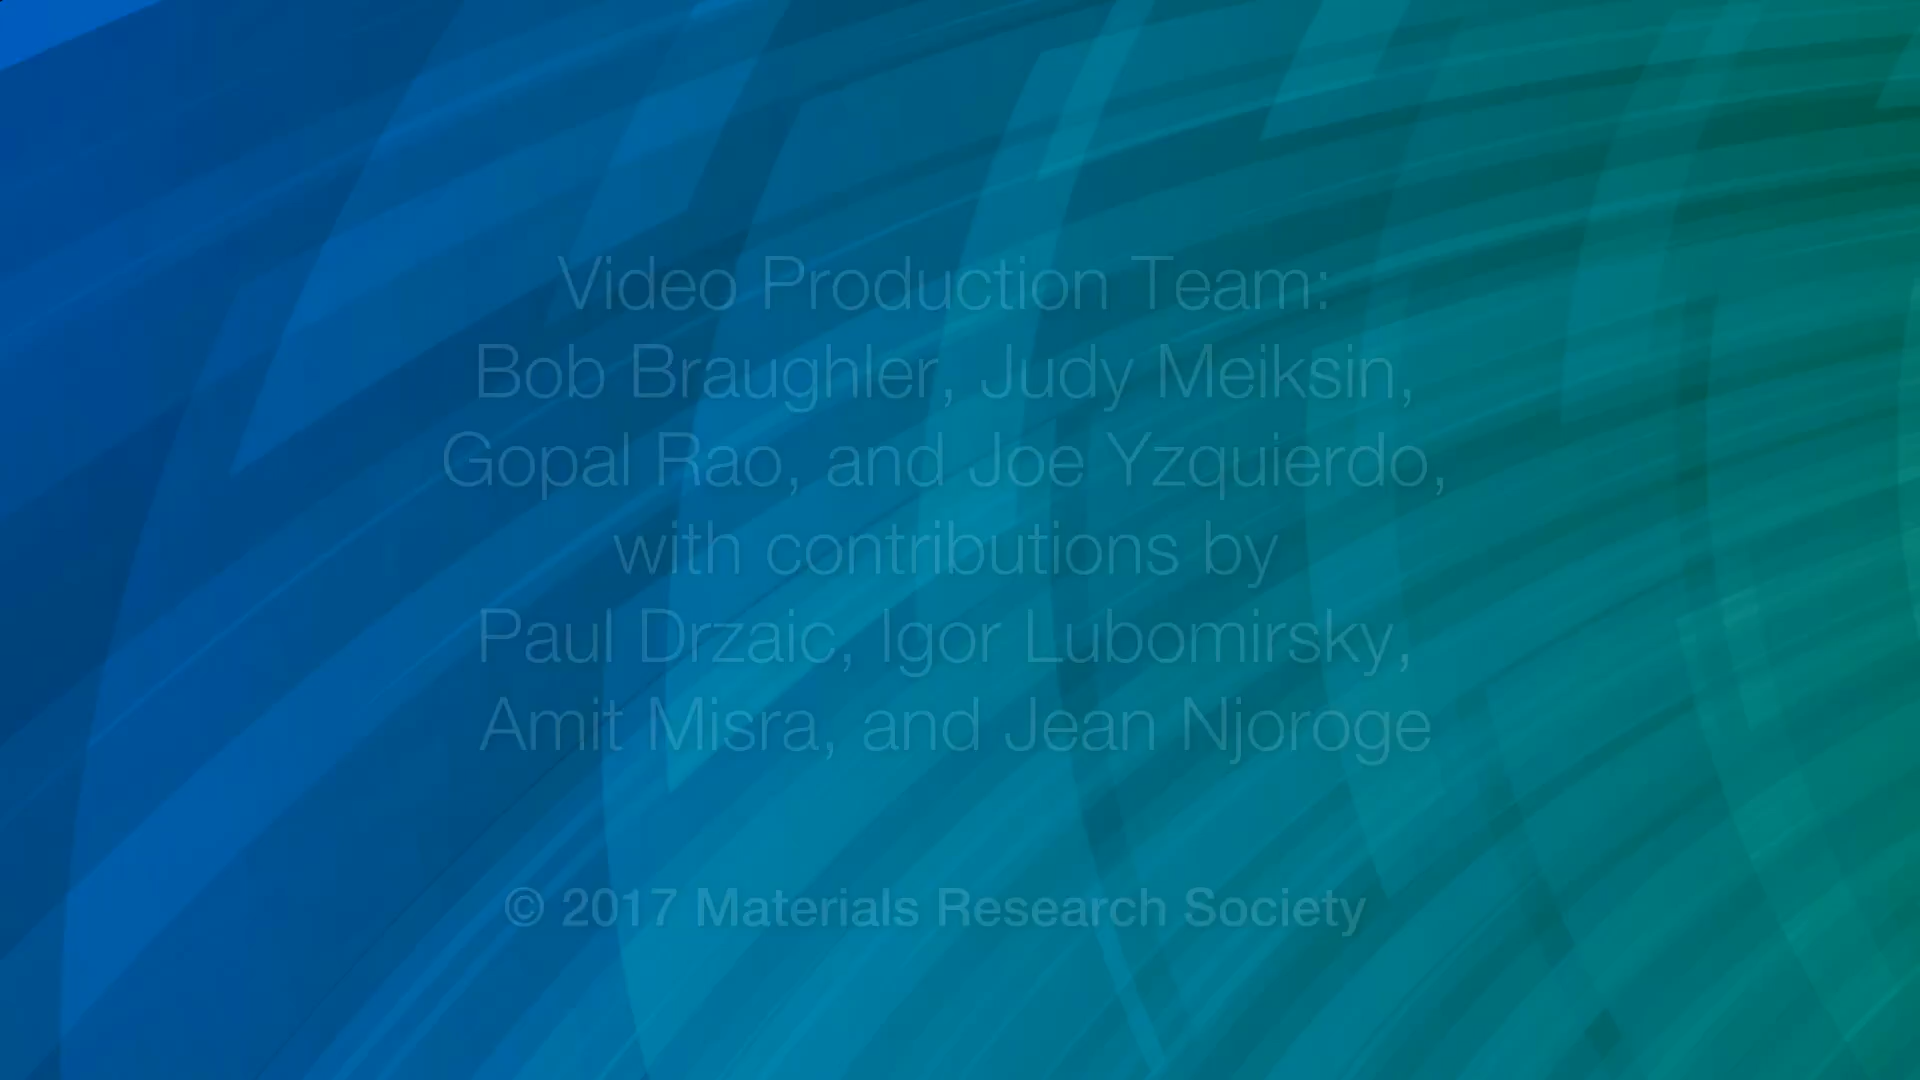 Video Production Team:
Bob Braughler, Judy Meiksin,
Gopal Rao, and Joe Yzquierdo,
with contributions by
Paul Drzaic, Igor Lubomirsky,
Amit Misra, and Jean Njoroge
© 2017 Materials Research Society